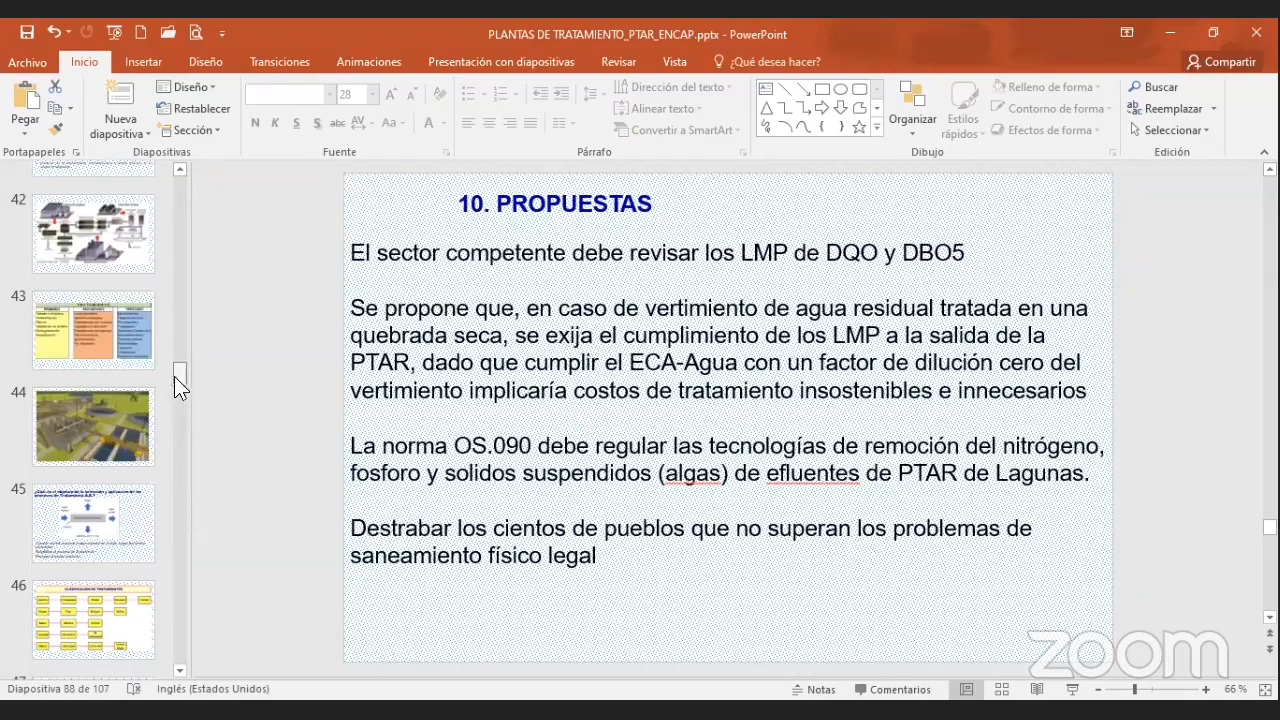 PLANTAS DE TRATAMIENTO_PTAR_ENCAP.pptx - PowerPoint
Archivo
Inicio
Insertar
Diseño
Transiciones
Animaciones
Presentación con diapositivas
Revisar
Vista
¿Qué desea hacer?
Compartir
Pegar
Nueva diapositiva
Diseño
Restablecer
Sección
28
N K S S abc AV Aa A
Dirección del texto
Alinear texto
Convertir a SmartArt
Organizar
Estilos rápidos
Relleno de forma
Contorno de forma
Efectos de forma
Buscar
Reemplazar
Seleccionar
Portapapeles
Diapositivas
Fuente
Párrafo
Dibujo
Edición
42
43
44
45
46
10. PROPUESTAS
El sector competente debe revisar los LMP de DQO y DBO5
Se propone que en caso de vertimiento de agua residual tratada en una
quebrada seca, se exija el cumplimiento de los LMP a la salida de la
PTAR, dado que cumplir el ECA-Agua con un factor de dilución cero del
vertimiento implicaría costos de tratamiento insostenibles e innecesarios
La norma OS.090 debe regular las tecnologías de remoción del nitrógeno,
fosforo y solidos suspendidos (algas) de efluentes de PTAR de Lagunas.
Destrabar los cientos de pueblos que no superan los problemas de
saneamiento físico legal
zoom
Diapositiva 88 de 107
Inglés (Estados Unidos)
Notas
Comentarios
66 %